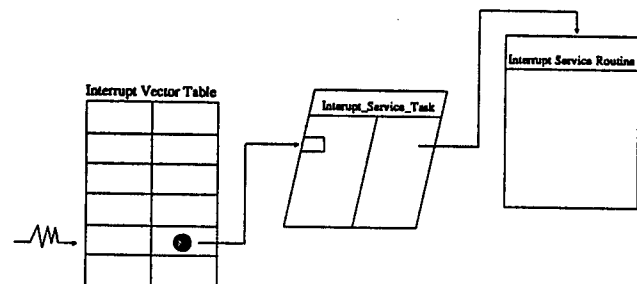 Interrupt Vector Table
Interupt_Service_Task
Interrupt Service Routine